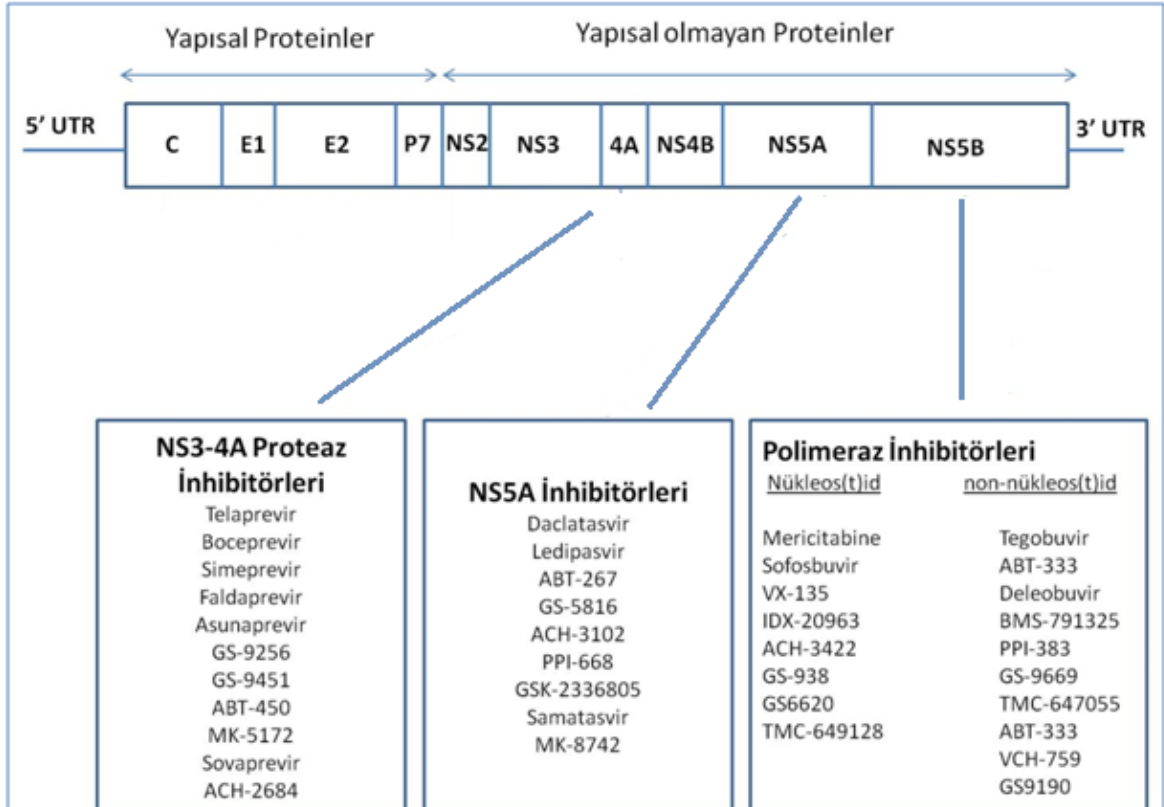 Yapısal Proteinler
Yapısal olmayan Proteinler
5' UTR
C
E1
E2
P7
NS2
NS3
4A
NS4B
NS5A
NS5B
3' UTR
NS3-4A Proteaz
İnhibitörleri
Telaprevir
Boceprevir
Simeprevir
Faldaprevir
Asunaprevir
GS-9256
GS-9451
ABT-450
MK-5172
Sovaprevir
ACH-2684
NS5A İnhibitörleri
Daclatasvir
Ledipasvir
ABT-267
GS-5816
ACH-3102
PPI-668
GSK-2336805
Samatasvir
MK-8742
Polimeraz İnhibitörleri
Nükleos(t)id
Mericitabine
Sofosbuvir
VX-135
IDX-20963
ACH-3422
GS-938
GS6620
TMC-649128
non-nükleos(t)id
Tegobuvir
ABT-333
Deleobuvir
BMS-791325
PPI-383
GS-9669
TMC-647055
ABT-333
VCH-759
GS9190